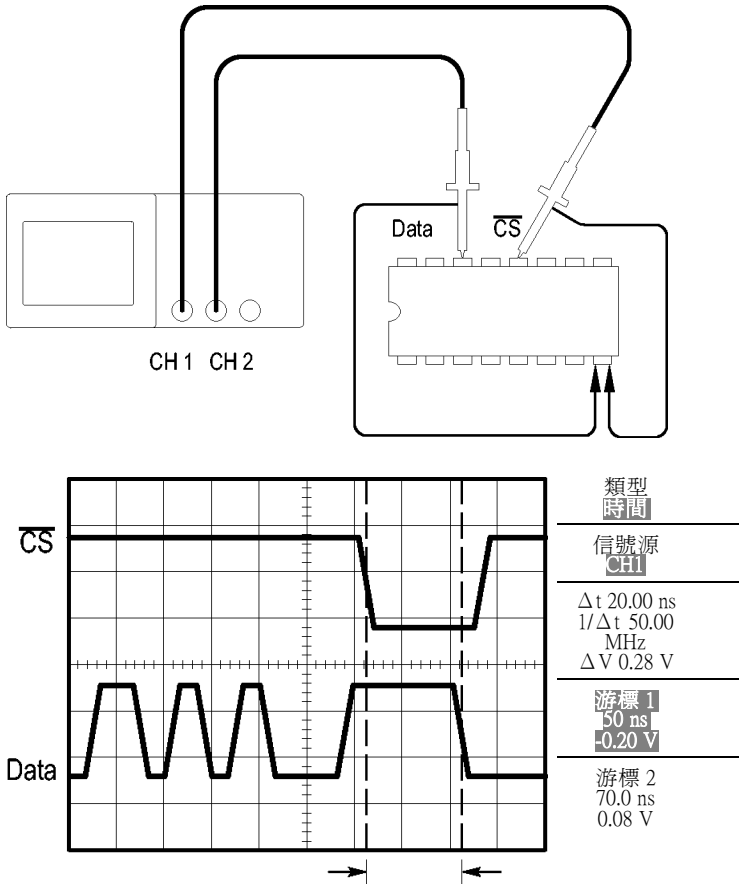 Data
C̅S̅
CH 1
CH 2
C̅S̅
Data
類型
時間
信號源
CH1
Δt 20.00 ns
1/Δt 50.00
MHz
ΔV 0.28 V
游標 1
50 ns
-0.20 V
游標 2
70.0 ns
0.08 V